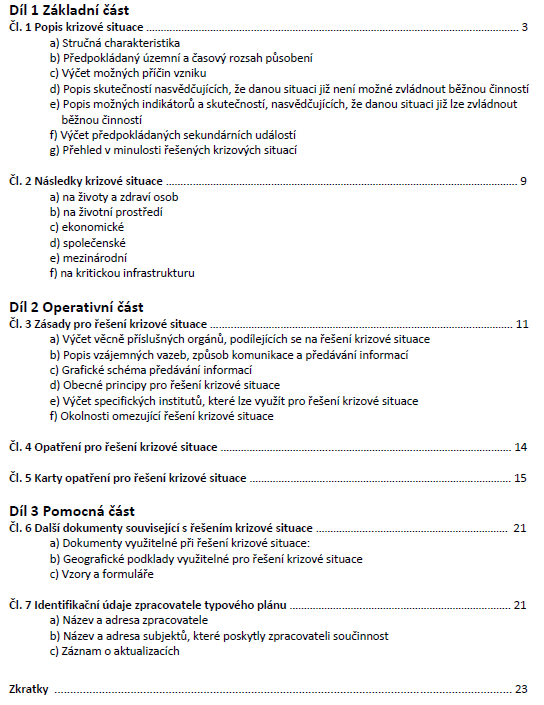 Díl 1 Základní část
Čl. 1 Popis krizové situace ........................................................................ 3
a) Stručná charakteristika
b) Předpokládaný územní a časový rozsah působení
c) Výčet možných příčin vzniku
d) Popis skutečností nasvědčujících, že danou situaci již není možné zvládnout běžnou činností
e) Popis možných indikátorů a skutečností, nasvědčujících, že danou situaci již lze zvládnout
běžnou činností
f) Výčet předpokládaných sekundárních událostí
g) Přehled v minulosti řešených krizových situací
Čl. 2 Následky krizové situace ........................................................................ 9
a) na životy a zdraví osob
b) na životní prostředí
c) ekonomické
d) společenské
e) mezinárodní
f) na kritickou infrastrukturu
Díl 2 Operativní část
Čl. 3 Zásady pro řešení krizové situace ........................................................................ 11
a) Výčet věcně příslušných orgánů, podílejících se na řešení krizové situace
b) Popis vzájemných vazeb, způsob komunikace a předávání informací
c) Grafické schéma předávání informací
d) Obecné principy pro řešení krizové situace
e) Výčet specifických institutů, které lze využít pro řešení krizové situace
f) Okolnosti omezující řešení krizové situace
Čl. 4 Opatření pro řešení krizové situace ........................................................................ 14
Čl. 5 Karty opatření pro řešení krizové situace ........................................................................ 15
Díl 3 Pomocná část
Čl. 6 Další dokumenty související s řešením krizové situace ............................................................ 21
a) Dokumenty využitelné při řešení krizové situace:
b) Geografické podklady využitelné pro řešení krizové situace
c) Vzory a formuláře
Čl. 7 Identifikační údaje zpracovatele typového plánu ............................................................ 21
a) Název a adresa zpracovatele
b) Název a adresa subjektů, které poskytly zpracovateli součinnost
c) Záznam o aktualizacích
Zkratky ........................................................................ 23